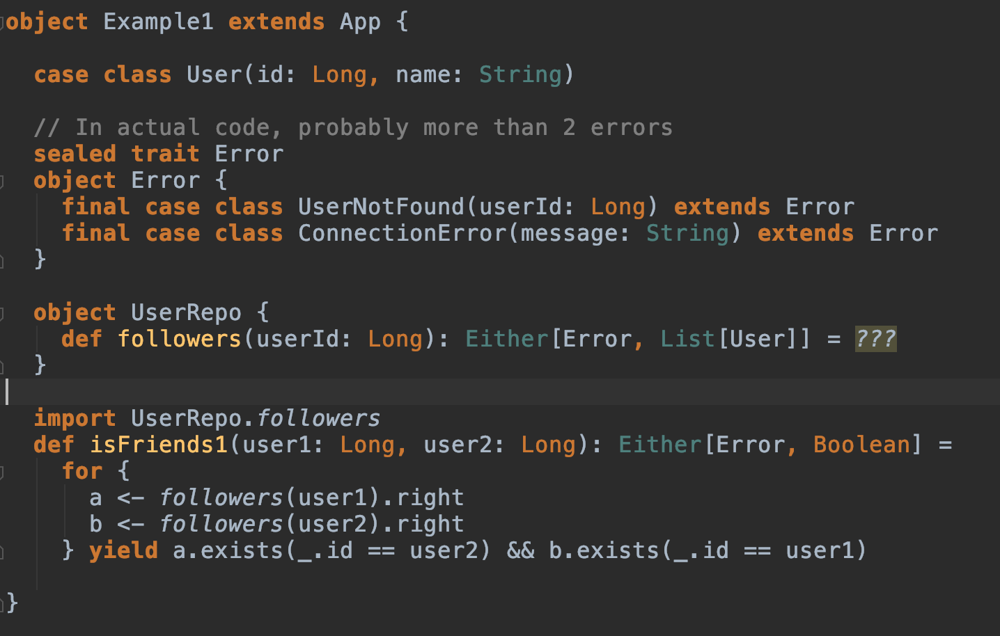 object Example1 extends App {
case class User(id: Long, name: String)
// In actual code, probably more than 2 errors
sealed trait Error
object Error {
final case class UserNotFound(userId: Long) extends Error
final case class ConnectionError(message: String) extends Error
}
object UserRepo {
def followers(userId: Long): Either[Error, List[User]] = ???
}
import UserRepo.followers
def isFriends1(user1: Long, user2: Long): Either[Error, Boolean] =
for {
a <- followers(user1).right
b <- followers(user2).right
} yield a.exists(_.id == user2) && b.exists(_.id == user1)
}